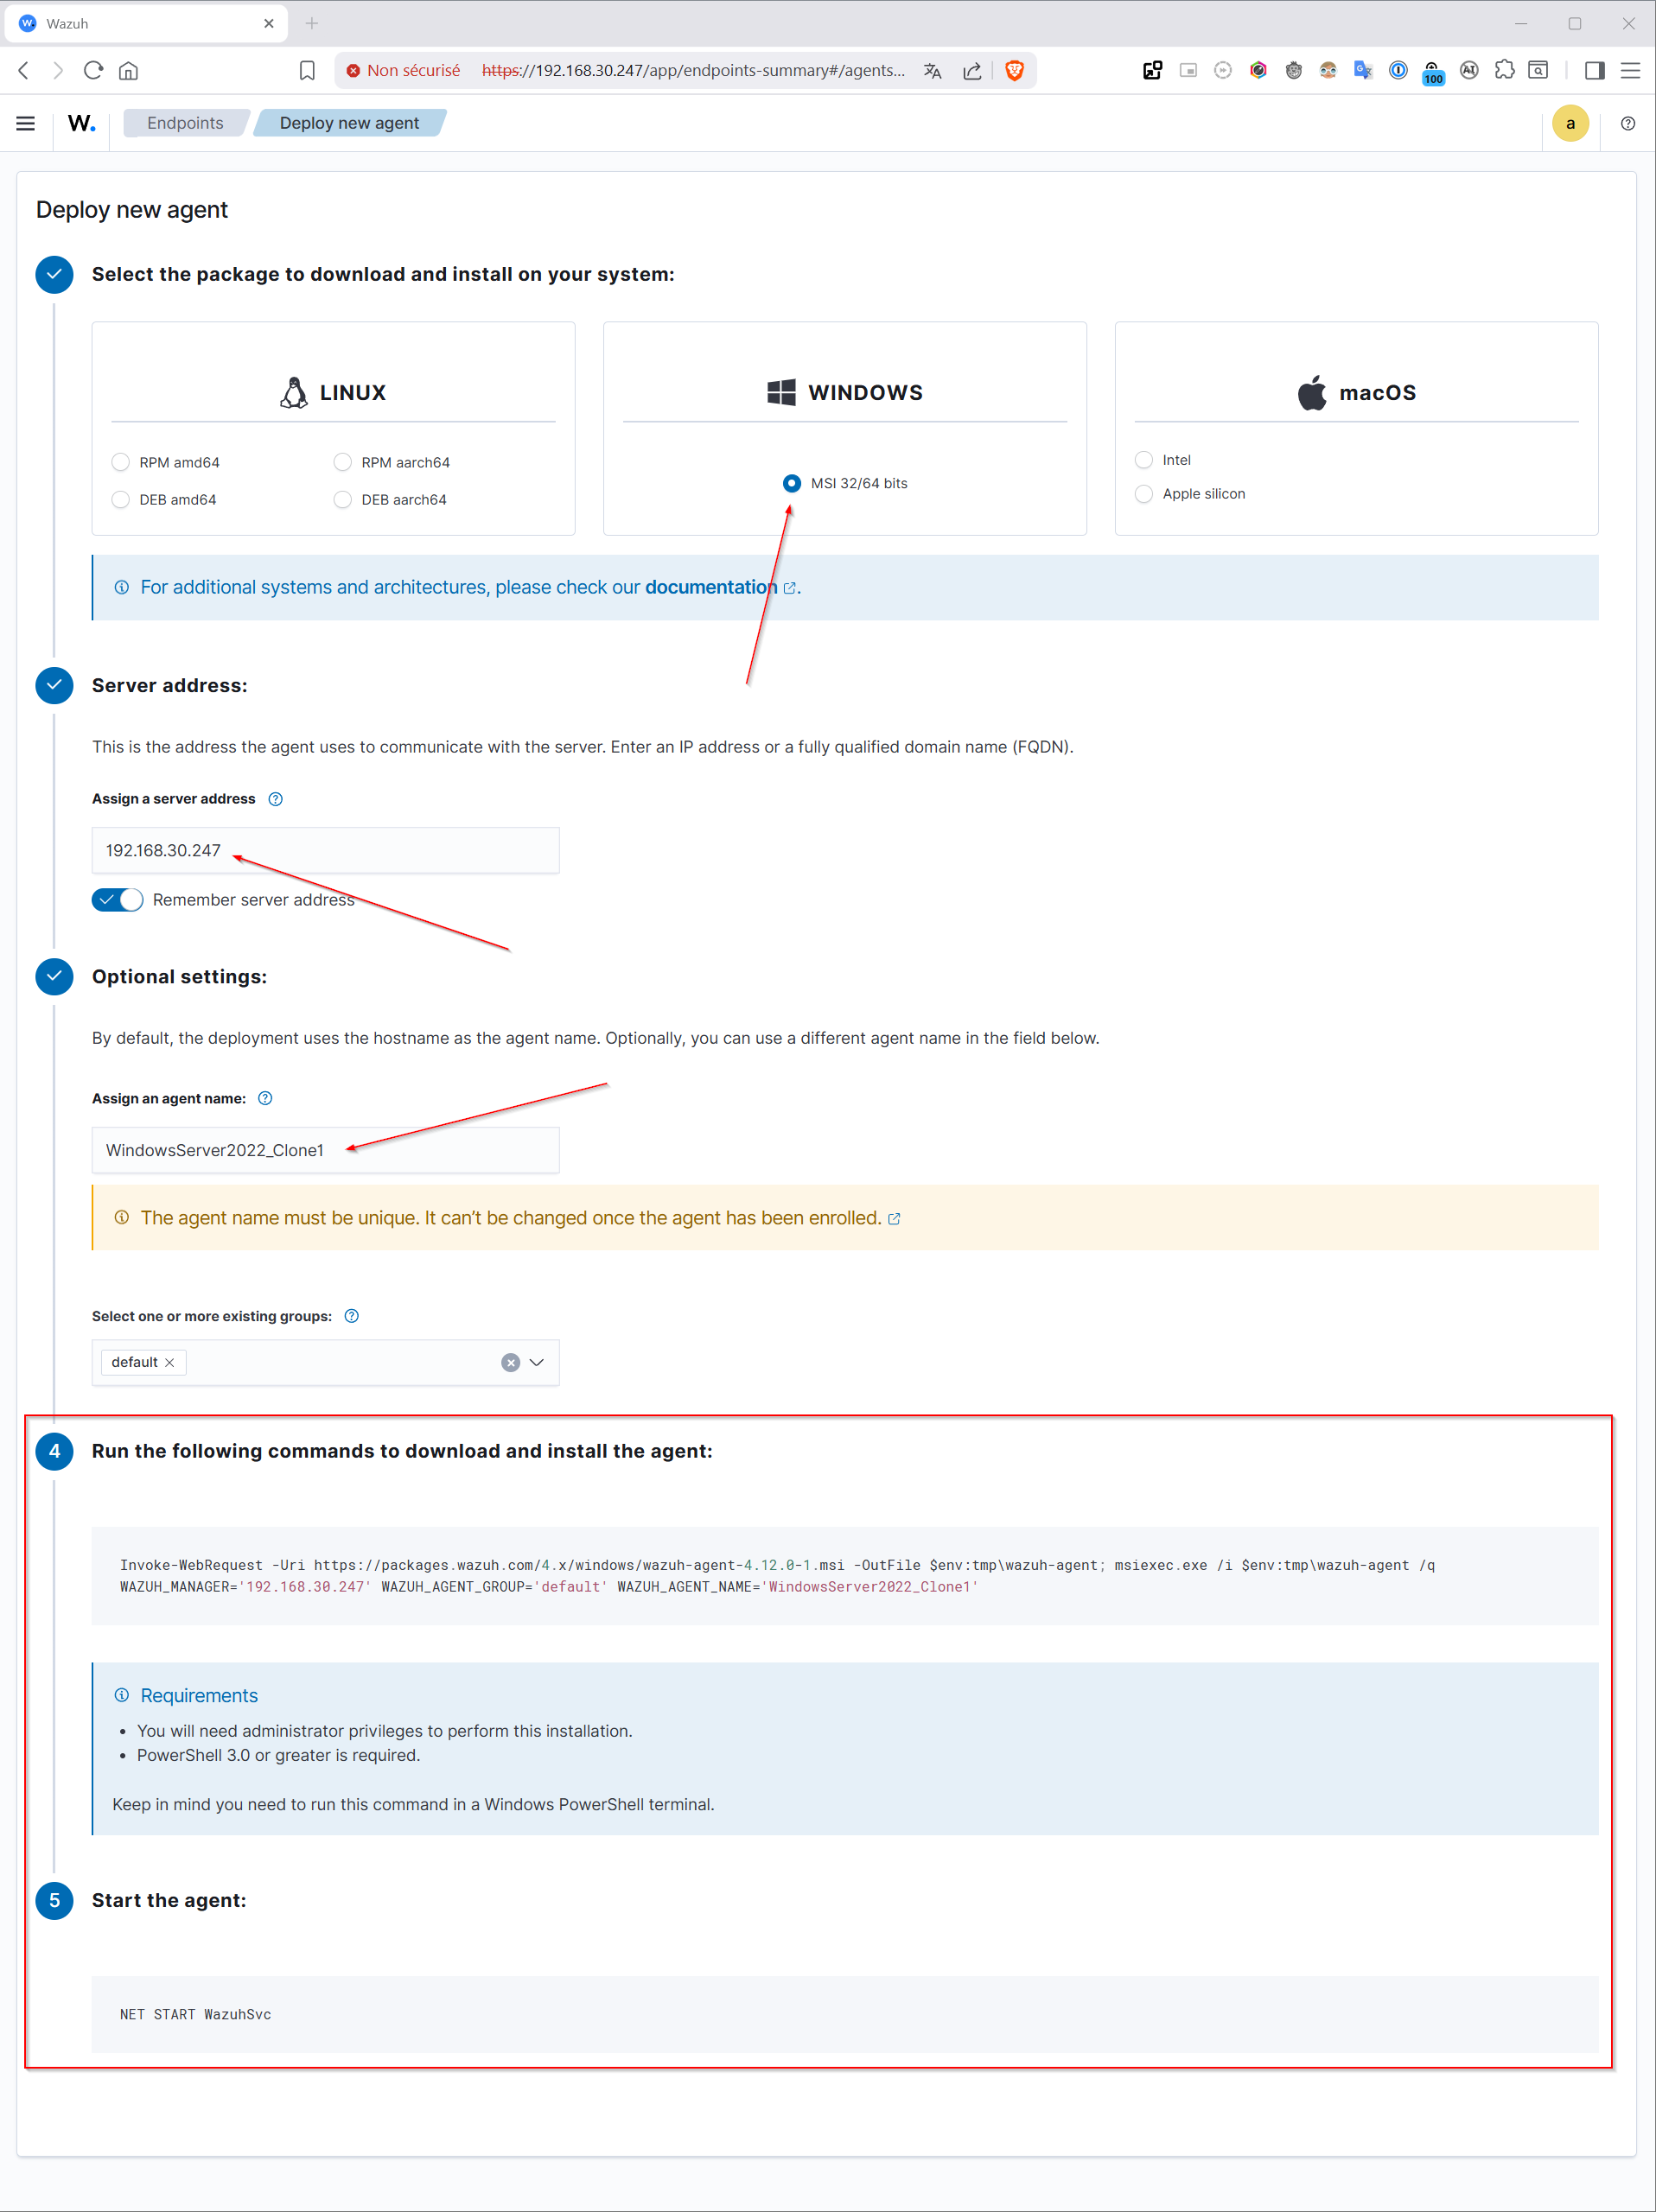 Wazuh
Non sécurisé https://192.168.30.247/app/endpoints-summary#/agents...
100
W. Endpoints Deploy new agent a
Deploy new agent
Select the package to download and install on your system:
LINUX
RPM amd64 RPM aarch64
DEB amd64 DEB aarch64
WINDOWS
MSI 32/64 bits
macOS
Intel
Apple silicon
For additional systems and architectures, please check our documentation.
Server address:
This is the address the agent uses to communicate with the server. Enter an IP address or a fully qualified domain name (FQDN).
Assign a server address
192.168.30.247
Remember server address
Optional settings:
By default, the deployment uses the hostname as the agent name. Optionally, you can use a different agent name in the field below.
Assign an agent name:
WindowsServer2022_Clone1
The agent name must be unique. It can’t be changed once the agent has been enrolled.
Select one or more existing groups:
default
4 Run the following commands to download and install the agent:
Invoke-WebRequest -Uri https://packages.wazuh.com/4.x/windows/wazuh-agent-4.12.0-1.msi -OutFile $env:tmp\wazuh-agent; msiexec.exe /i $env:tmp\wazuh-agent /q
WAZUH_MANAGER='192.168.30.247' WAZUH_AGENT_GROUP='default' WAZUH_AGENT_NAME='WindowsServer2022_Clone1'
Requirements
• You will need administrator privileges to perform this installation.
• PowerShell 3.0 or greater is required.
Keep in mind you need to run this command in a Windows PowerShell terminal.
5 Start the agent:
NET START WazuhSvc